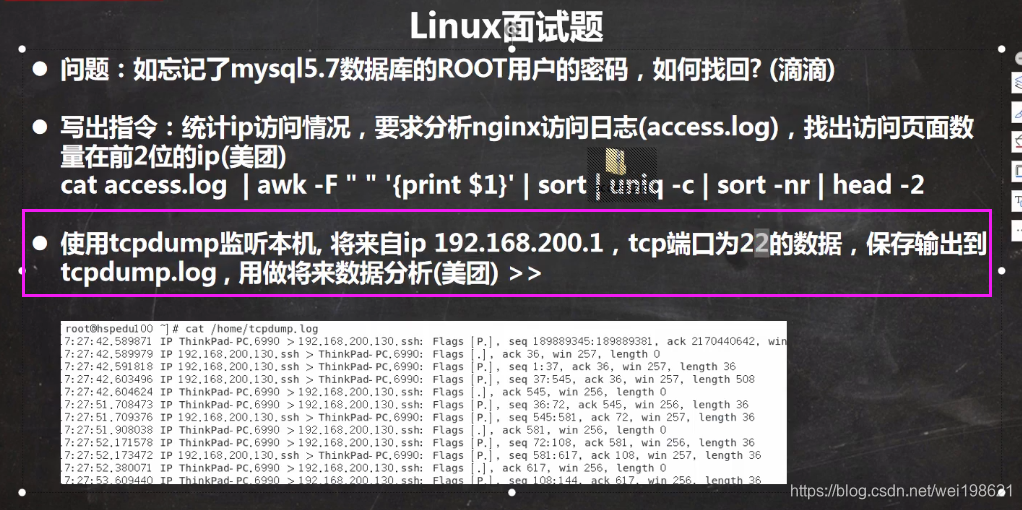 Linux面试题
● 问题：如忘记了mysql5.7数据库的ROOT用户的密码，如何找回? (滴滴)
● 写出指令：统计ip访问情况，要求分析nginx访问日志(access.log)，找出访问页面数
量在前2位的ip(美团)
cat access.log | awk -F " " '{print $1}' | sort | uniq -c | sort -nr | head -2
● 使用tcpdump监听本机, 将来自ip 192.168.200.1，tcp端口为22的数据，保存输出到
tcpdump.log , 用做将来数据分析(美团) >>
root@hspedu100 ~]# cat /home/tcpdump.log
7:27:42.589871 IP ThinkPad-PC.6990 > 192.168.200.130.ssh: Flags [P.], seq 189889345:189889381, ack 2170440642, win
7:27:42.589979 IP 192.168.200.130.ssh > ThinkPad-PC.6990: Flags [.], ack 36, win 257, length 0
7:27:42.591818 IP 192.168.200.130.ssh > ThinkPad-PC.6990: Flags [P.], seq 1:37, ack 36, win 257, length 36
7:27:42.603496 IP 192.168.200.130.ssh > ThinkPad-PC.6990: Flags [P.], seq 37:545, ack 36, win 257, length 508
7:27:42.604624 IP ThinkPad-PC.6990 > 192.168.200.130.ssh: Flags [.], ack 545, win 256, length 0
7:27:51.708473 IP ThinkPad-PC.6990 > 192.168.200.130.ssh: Flags [P.], seq 36:72, ack 545, win 256, length 36
7:27:51.709376 IP 192.168.200.130.ssh > ThinkPad-PC.6990: Flags [P.], seq 545:581, ack 72, win 257, length 36
7:27:51.908038 IP ThinkPad-PC.6990 > 192.168.200.130.ssh: Flags [.], ack 581, win 256, length 0
7:27:52.171578 IP ThinkPad-PC.6990 > 192.168.200.130.ssh: Flags [P.], seq 72:108, ack 581, win 256, length 36
7:27:52.173472 IP 192.168.200.130.ssh > ThinkPad-PC.6990: Flags [P.], seq 581:617, ack 108, win 257, length 36
7:27:52.380071 IP ThinkPad-PC.6990 > 192.168.200.130.ssh: Flags [.], ack 617, win 256, length 0
7:27:53.609440 IP ThinkPad-PC.6990 > 192.168.200.130.ssh: Flags [P.], seq 108:144, ack 617, win 256, length 36
https://blog.csdn.net/wei198621